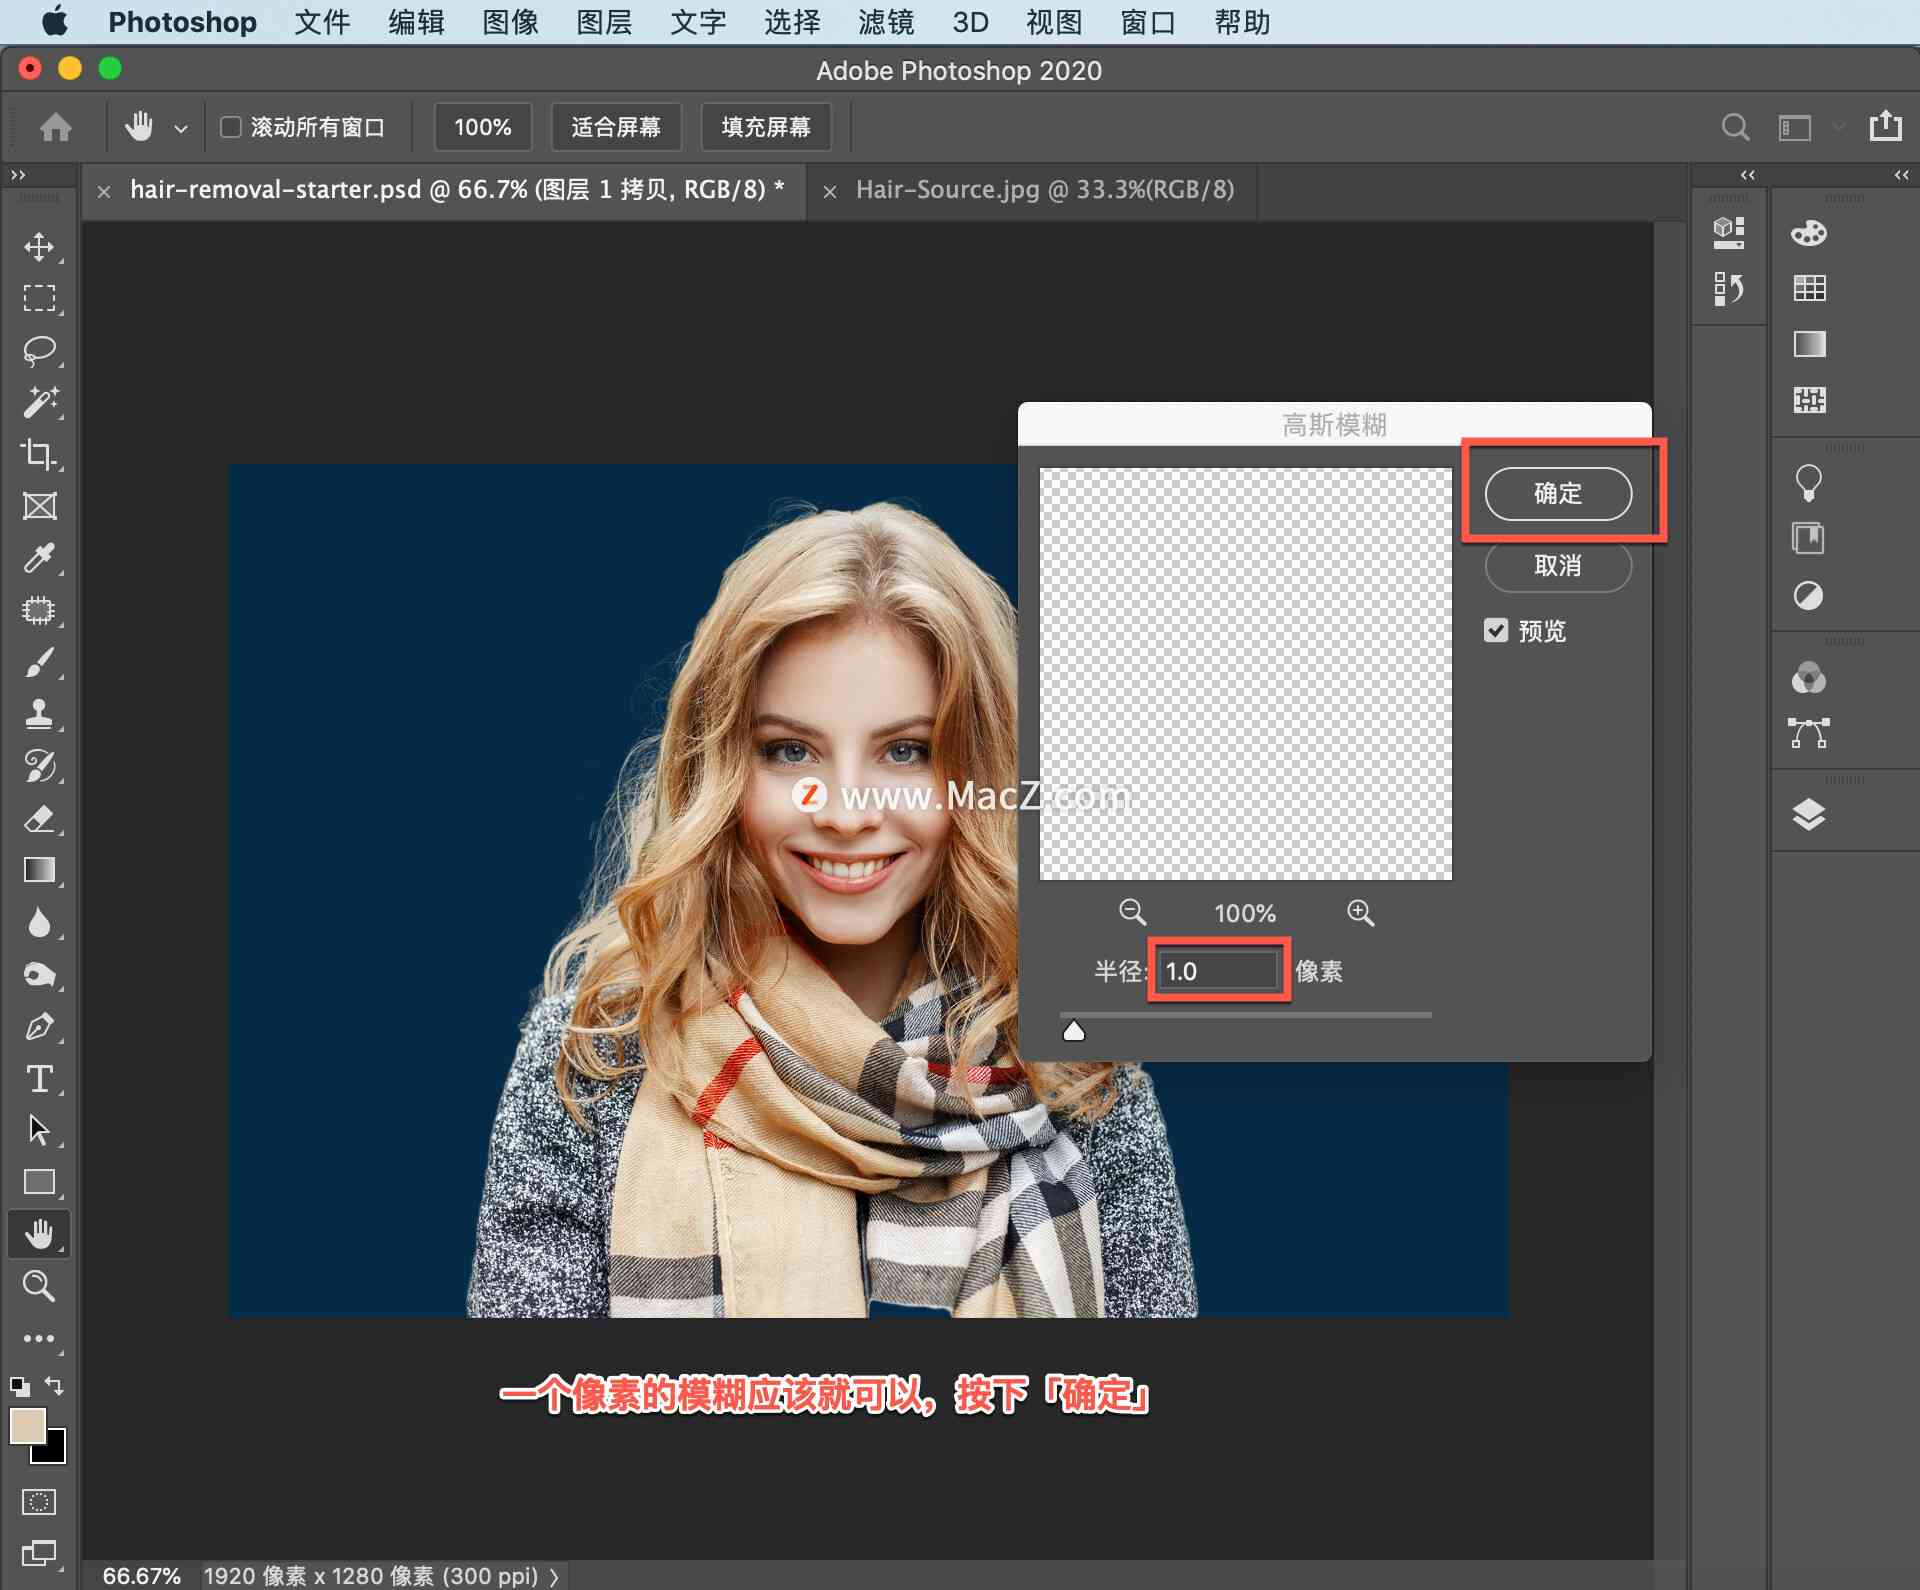 Photoshop 文件 编辑 图像 图层 文字 选择 滤镜 3D 视图 窗口 帮助
Adobe Photoshop 2020
滚动所有窗口 100% 适合屏幕 填充屏幕
hair-removal-starter.psd @ 66.7% (图层 1 拷贝, RGB/8) * Hair-Source.jpg @ 33.3%(RGB/8)
高斯模糊
确定
取消
预览
Z www.MacZ.com
100%
半径: 1.0 像素
一个像素的模糊应该就可以，按下「确定」
66.67% 1920 像素 x 1280 像素 (300 ppi)